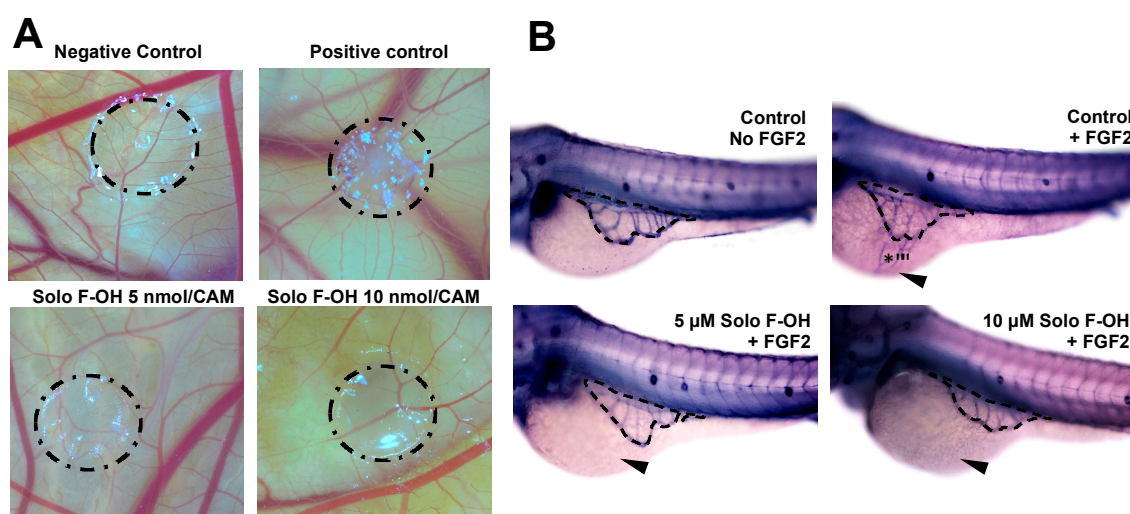 A
Negative Control
Positive control
Solo F-OH 5 nmol/CAM
Solo F-OH 10 nmol/CAM
B
Control
No FGF2
Control
+ FGF2
*""
5 µM Solo F-OH
+ FGF2
10 µM Solo F-OH
+ FGF2